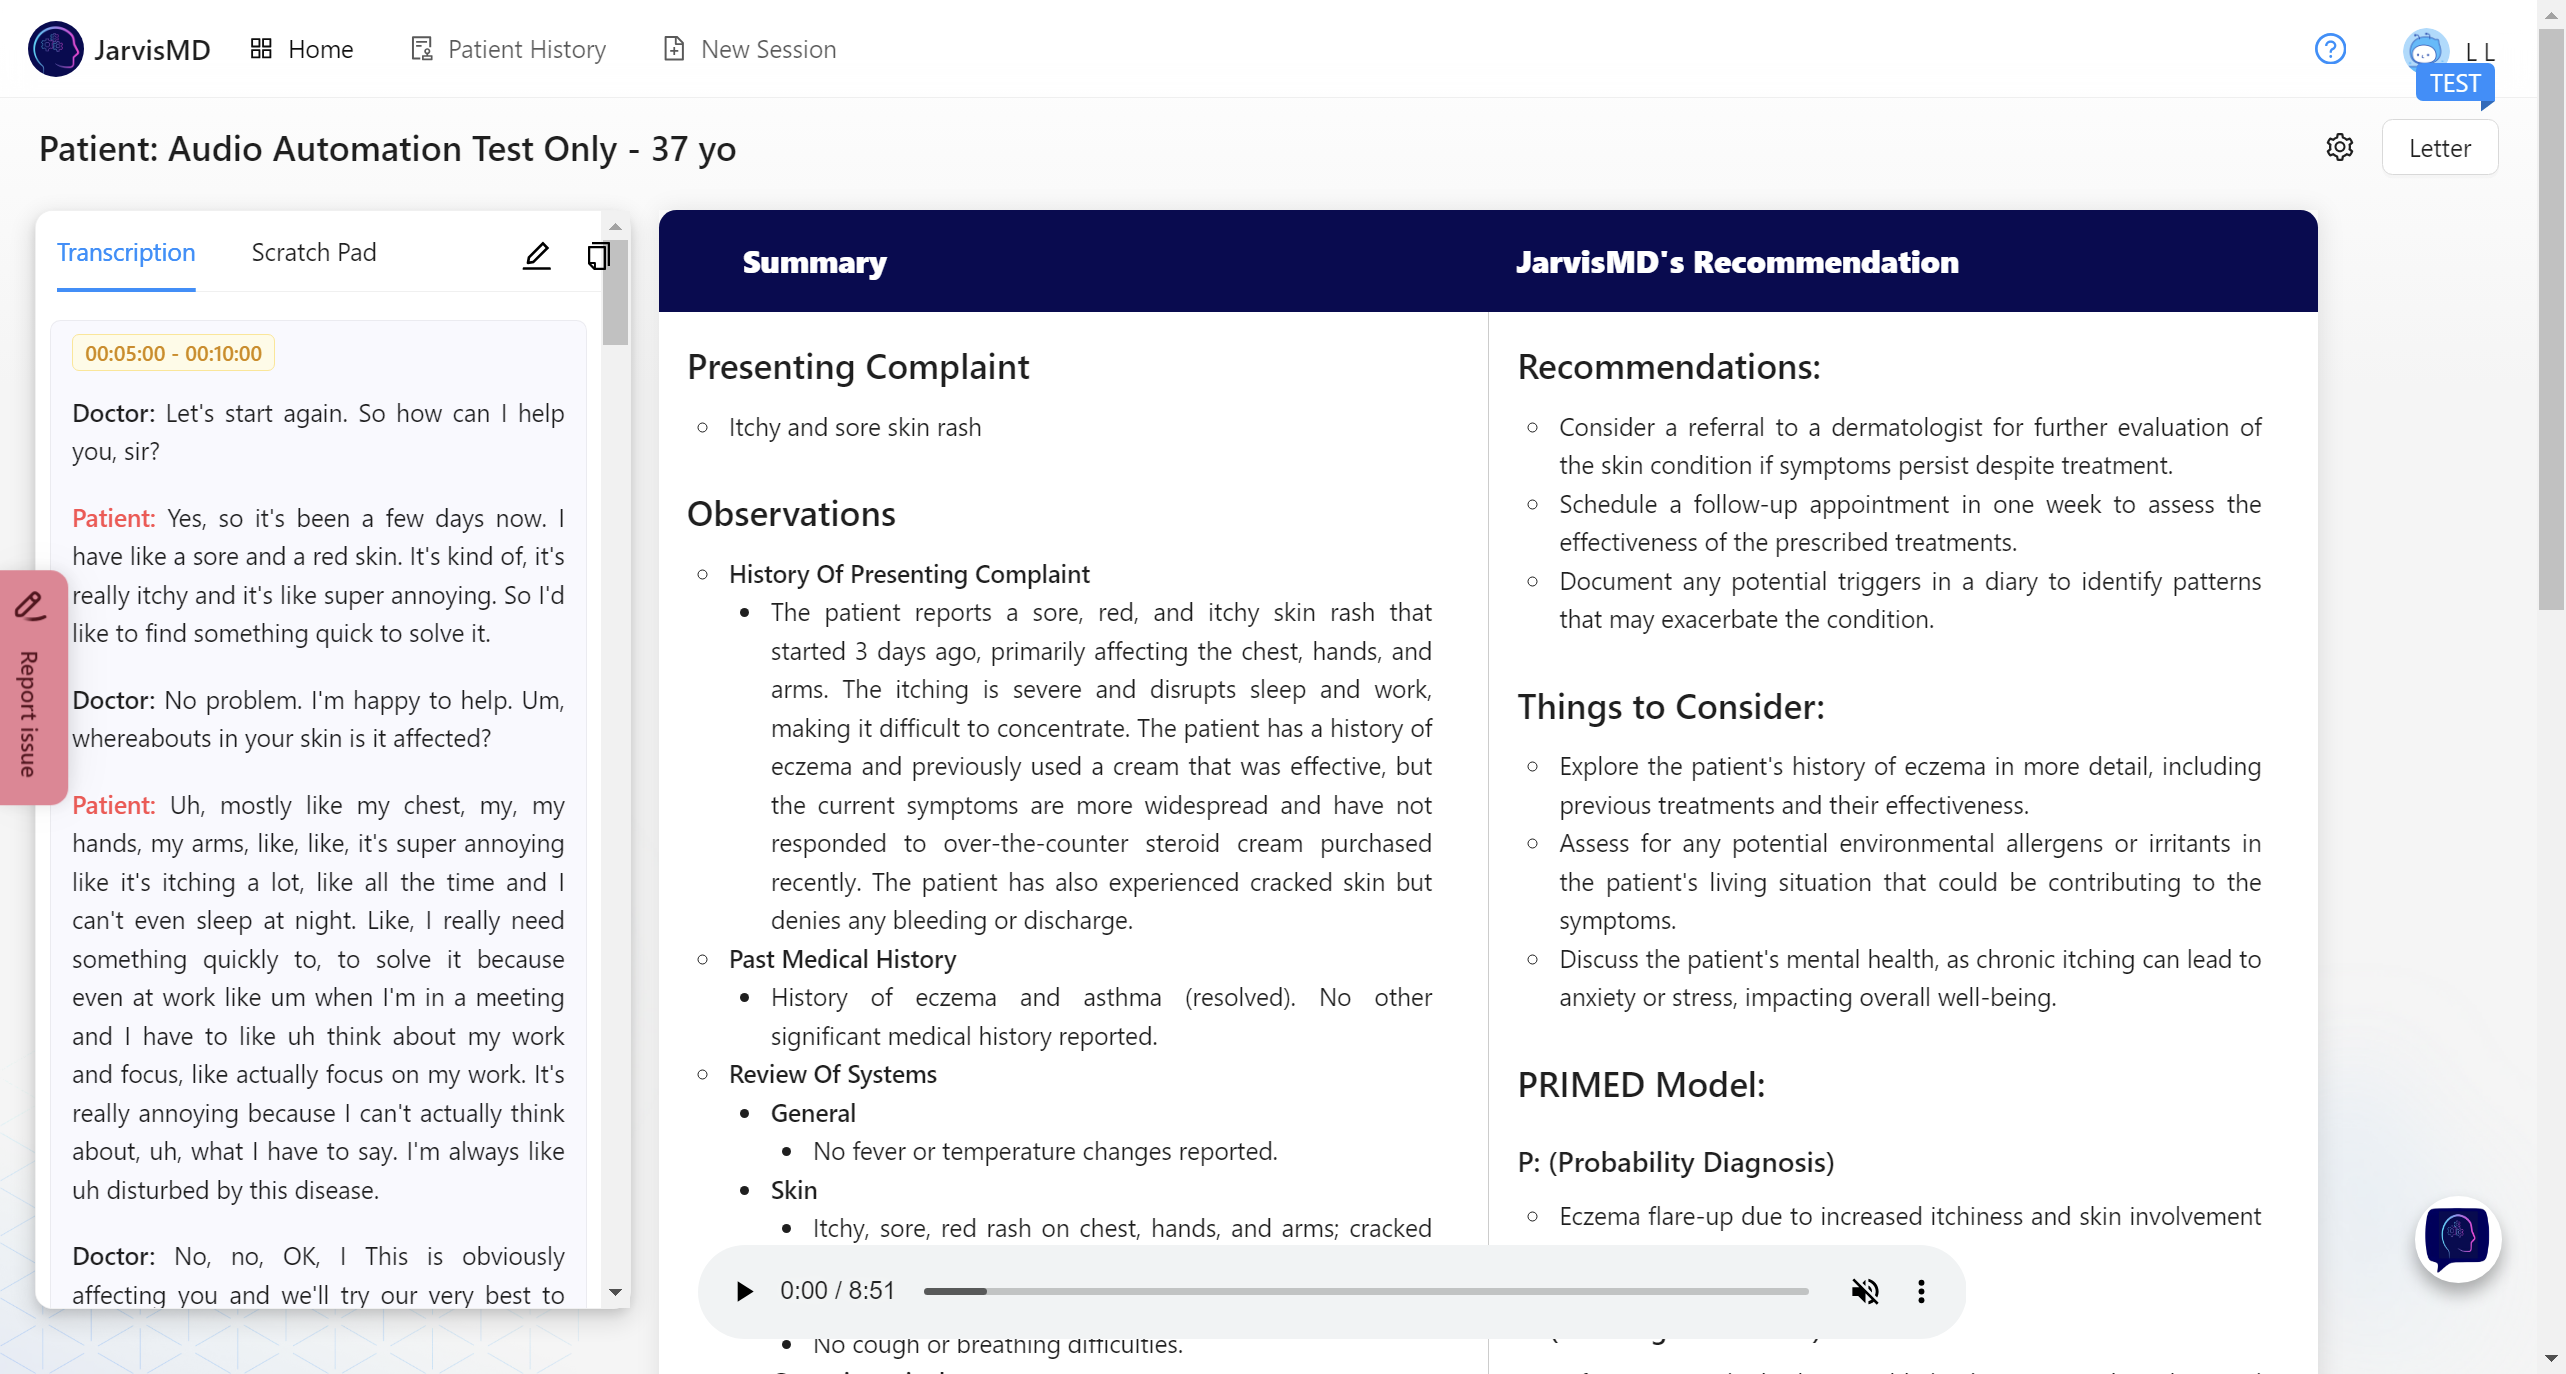 JarvisMD
Home
Patient History
New Session
L L
TEST
Patient: Audio Automation Test Only - 37 yo
Letter
Transcription
Scratch Pad
00:05:00 - 00:10:00
Doctor: Let's start again. So how can I help
you, sir?
Patient: Yes, so it's been a few days now. I
have like a sore and a red skin. It's kind of, it's
really itchy and it's like super annoying. So I'd
like to find something quick to solve it.
Doctor: No problem. I'm happy to help. Um,
whereabouts in your skin is it affected?
Patient: Uh, mostly like my chest, my, my
hands, my arms, like, like, it's super annoying
like it's itching a lot, like all the time and I
can't even sleep at night. Like, I really need
something quickly to, to solve it because
even at work like um when I'm in a meeting
and I have to like uh think about my work
and focus, like actually focus on my work. It's
really annoying because I can't actually think
about, uh, what I have to say. I'm always like
uh disturbed by this disease.
Doctor: No, no, OK, I This is obviously
affecting you and we'll try our very best to
Report issue
Summary
Presenting Complaint
Itchy and sore skin rash
Observations
History Of Presenting Complaint
The patient reports a sore, red, and itchy skin rash that
started 3 days ago, primarily affecting the chest, hands, and
arms. The itching is severe and disrupts sleep and work,
making it difficult to concentrate. The patient has a history of
eczema and previously used a cream that was effective, but
the current symptoms are more widespread and have not
responded to over-the-counter steroid cream purchased
recently. The patient has also experienced cracked skin but
denies any bleeding or discharge.
Past Medical History
History of eczema and asthma (resolved). No other
significant medical history reported.
Review Of Systems
General
No fever or temperature changes reported.
Skin
Itchy, sore, red rash on chest, hands, and arms; cracked
No cough or breathing difficulties.
JarvisMD's Recommendation
Recommendations:
Consider a referral to a dermatologist for further evaluation of
the skin condition if symptoms persist despite treatment.
Schedule a follow-up appointment in one week to assess the
effectiveness of the prescribed treatments.
Document any potential triggers in a diary to identify patterns
that may exacerbate the condition.
Things to Consider:
Explore the patient's history of eczema in more detail, including
previous treatments and their effectiveness.
Assess for any potential environmental allergens or irritants in
the patient's living situation that could be contributing to the
symptoms.
Discuss the patient's mental health, as chronic itching can lead to
anxiety or stress, impacting overall well-being.
PRIMED Model:
P: (Probability Diagnosis)
Eczema flare-up due to increased itchiness and skin involvement
0:00 / 8:51